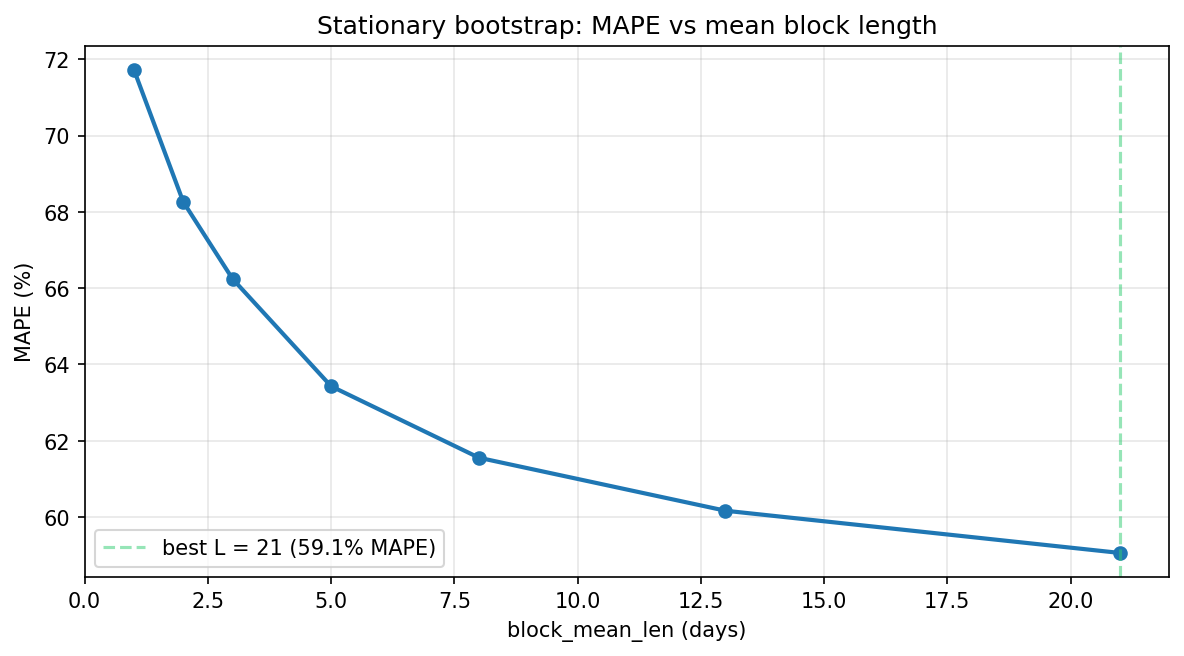 Stationary bootstrap: MAPE vs mean block length
72
70
68
66
64
62
60
MAPE (%)
best L = 21 (59.1% MAPE)
0.0 2.5 5.0 7.5 10.0 12.5 15.0 17.5 20.0
block_mean_len (days)